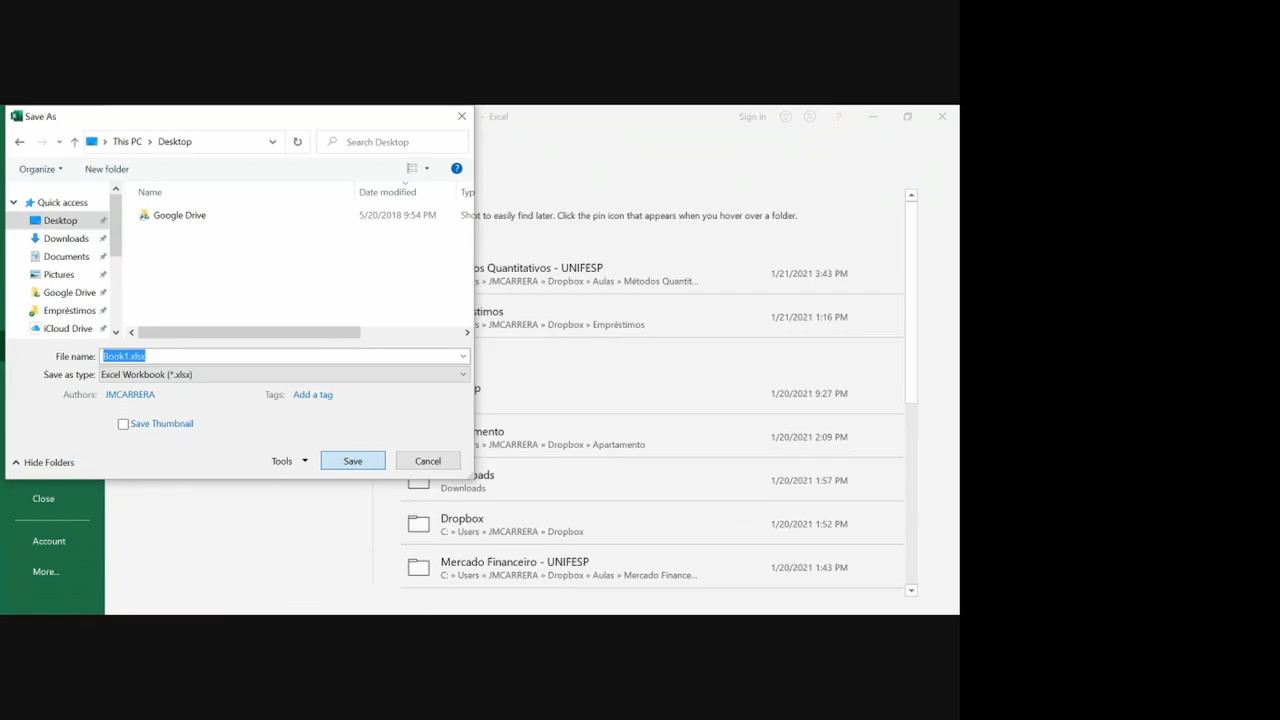 Save As
- Excel
Sign in
?
This PC > Desktop
Search Desktop
Organize
New folder
?
Name
Date modified
Typ
Quick access
Desktop
Downloads
Documents
Pictures
Google Drive
Empréstimos
iCloud Drive
Google Drive
5/20/2018 9:54 PM
Sho
t to easily find later. Click the pin icon that appears when you hover over a folder.
os Quantitativos - UNIFESP
s » JMCARRERA » Dropbox » Aulas » Métodos Quantit...
1/21/2021 3:43 PM
stimos
s » JMCARRERA » Dropbox » Empréstimos
1/21/2021 1:16 PM
File name:
Book1.xlsx
Save as type:
Excel Workbook (*.xlsx)
Authors:
JMCARRERA
Tags:
Add a tag
Save Thumbnail
Hide Folders
Tools
Save
Cancel
p
1/20/2021 9:27 PM
mento
s » JMCARRERA » Dropbox » Apartamento
1/20/2021 2:09 PM
oads
Downloads
1/20/2021 1:57 PM
Dropbox
C: » Users » JMCARRERA » Dropbox
1/20/2021 1:52 PM
Mercado Financeiro - UNIFESP
C: » Users » JMCARRERA » Dropbox » Aulas » Mercado Finance...
1/20/2021 1:43 PM
Close
Account
More...